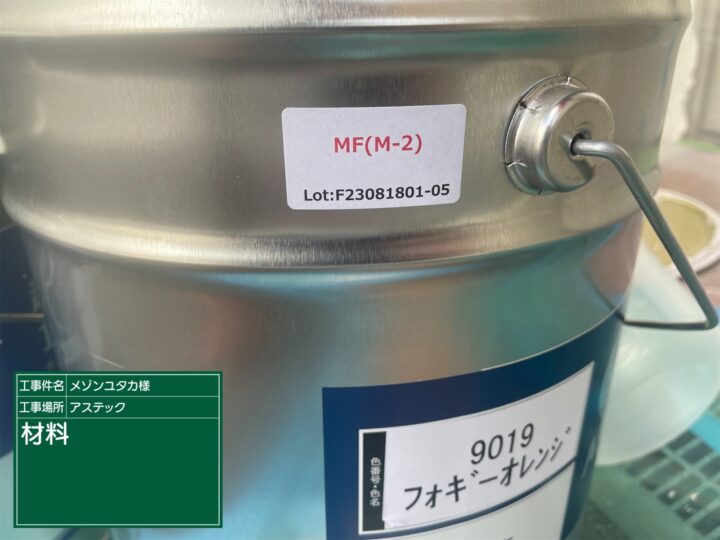 MF(M-2)
Lot:F23081801-05
色番号・色名
9019
フォギーオレンジ
工事件名 メゾンユタカ様
工事場所 アステック
材料